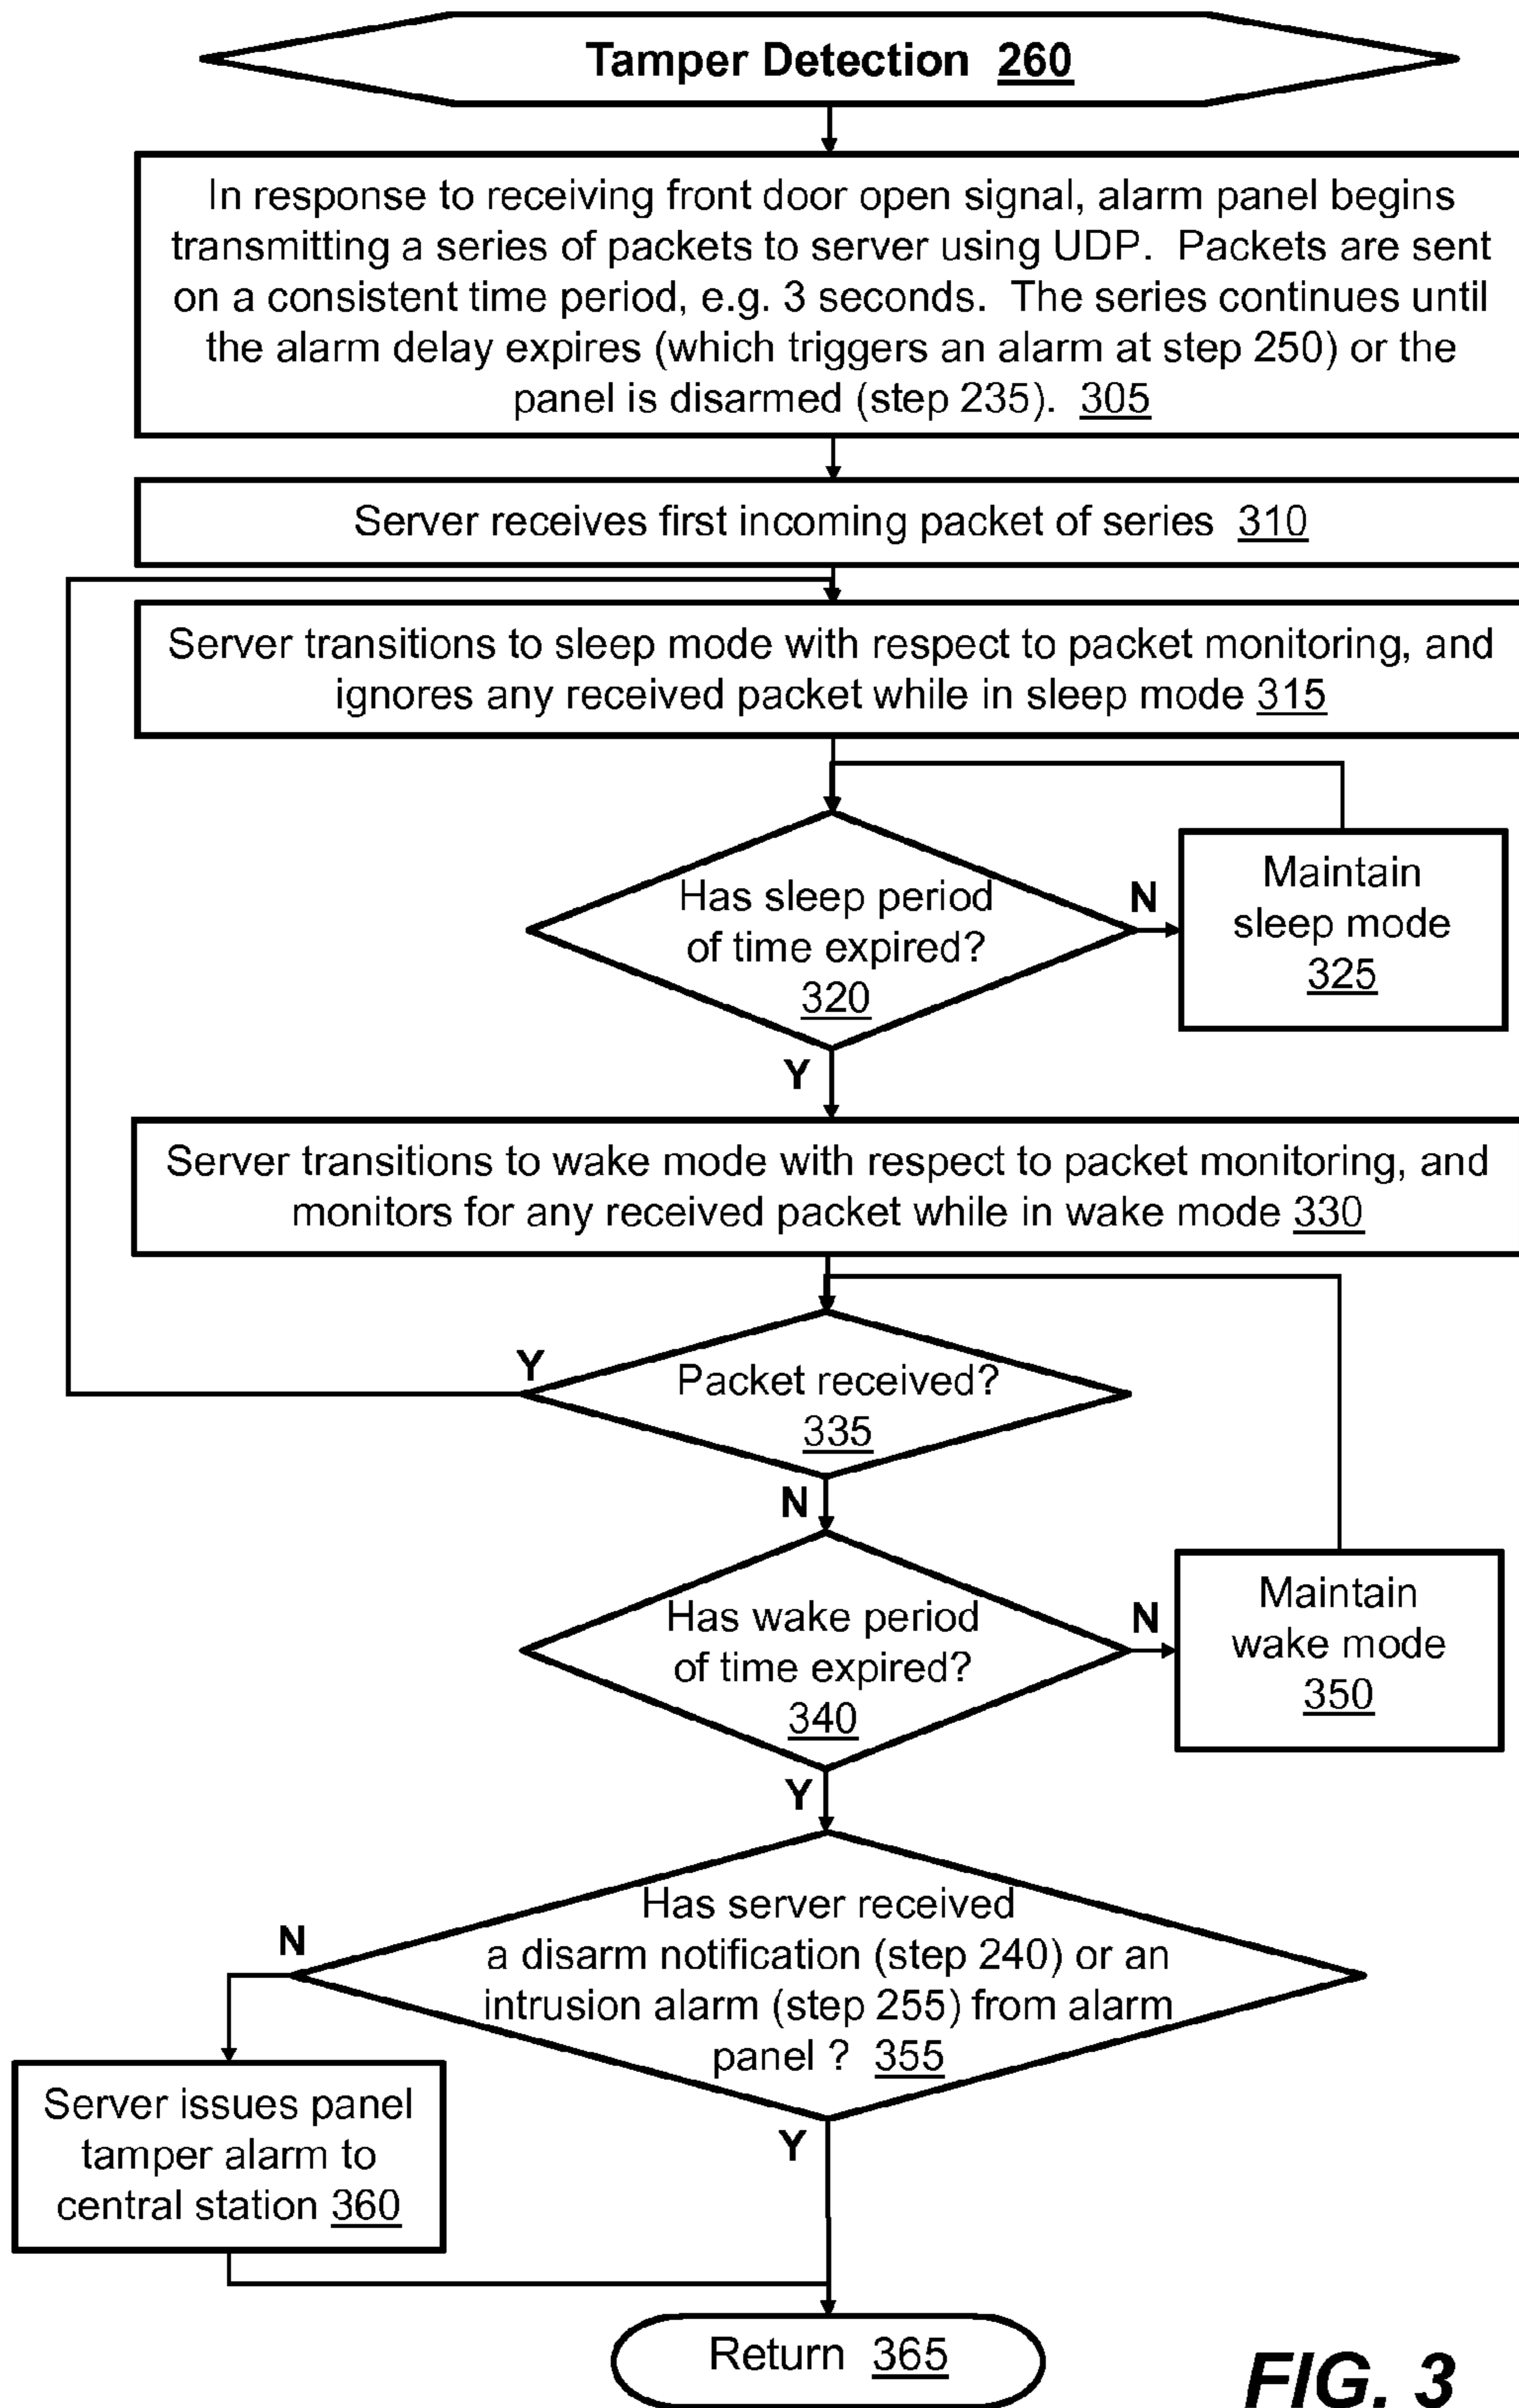 Tamper Detection 260
In response to receiving front door open signal, alarm panel begins
transmitting a series of packets to server using UDP. Packets are sent
on a consistent time period, e.g. 3 seconds. The series continues until
the alarm delay expires (which triggers an alarm at step 250) or the
panel is disarmed (step 235). 305
Server receives first incoming packet of series 310
Server transitions to sleep mode with respect to packet monitoring, and
ignores any received packet while in sleep mode 315
Has sleep period
of time expired?
320
N
Maintain
sleep mode
325
Y
Server transitions to wake mode with respect to packet monitoring, and
monitors for any received packet while in wake mode 330
Y
Packet received?
335
N
Has wake period
of time expired?
340
N
Maintain
wake mode
350
Y
Has server received
a disarm notification (step 240) or an
intrusion alarm (step 255) from alarm
panel ? 355
N
Server issues panel
tamper alarm to
central station 360
Y
Return 365
FIG. 3